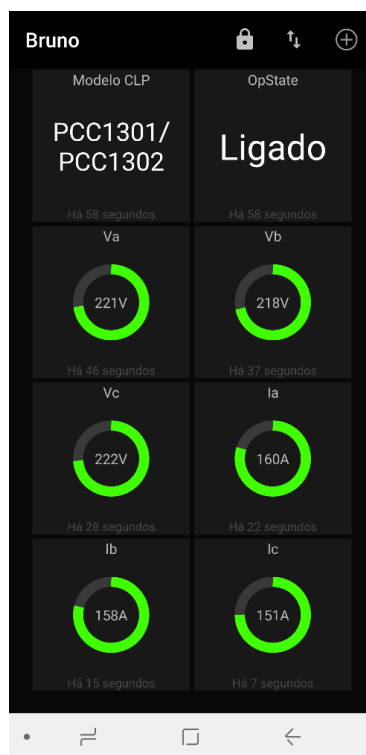 Bruno
Modelo CLP
OpState
PCC1301/
PCC1302
Ligado
Há 58 segundos
Há 58 segundos
Va
Vb
221V
218V
Há 46 segundos
Há 37 segundos
Vc
Ia
222V
160A
Há 28 segundos
Há 22 segundos
Ib
Ic
158A
151A
Há 15 segundos
Há 7 segundos